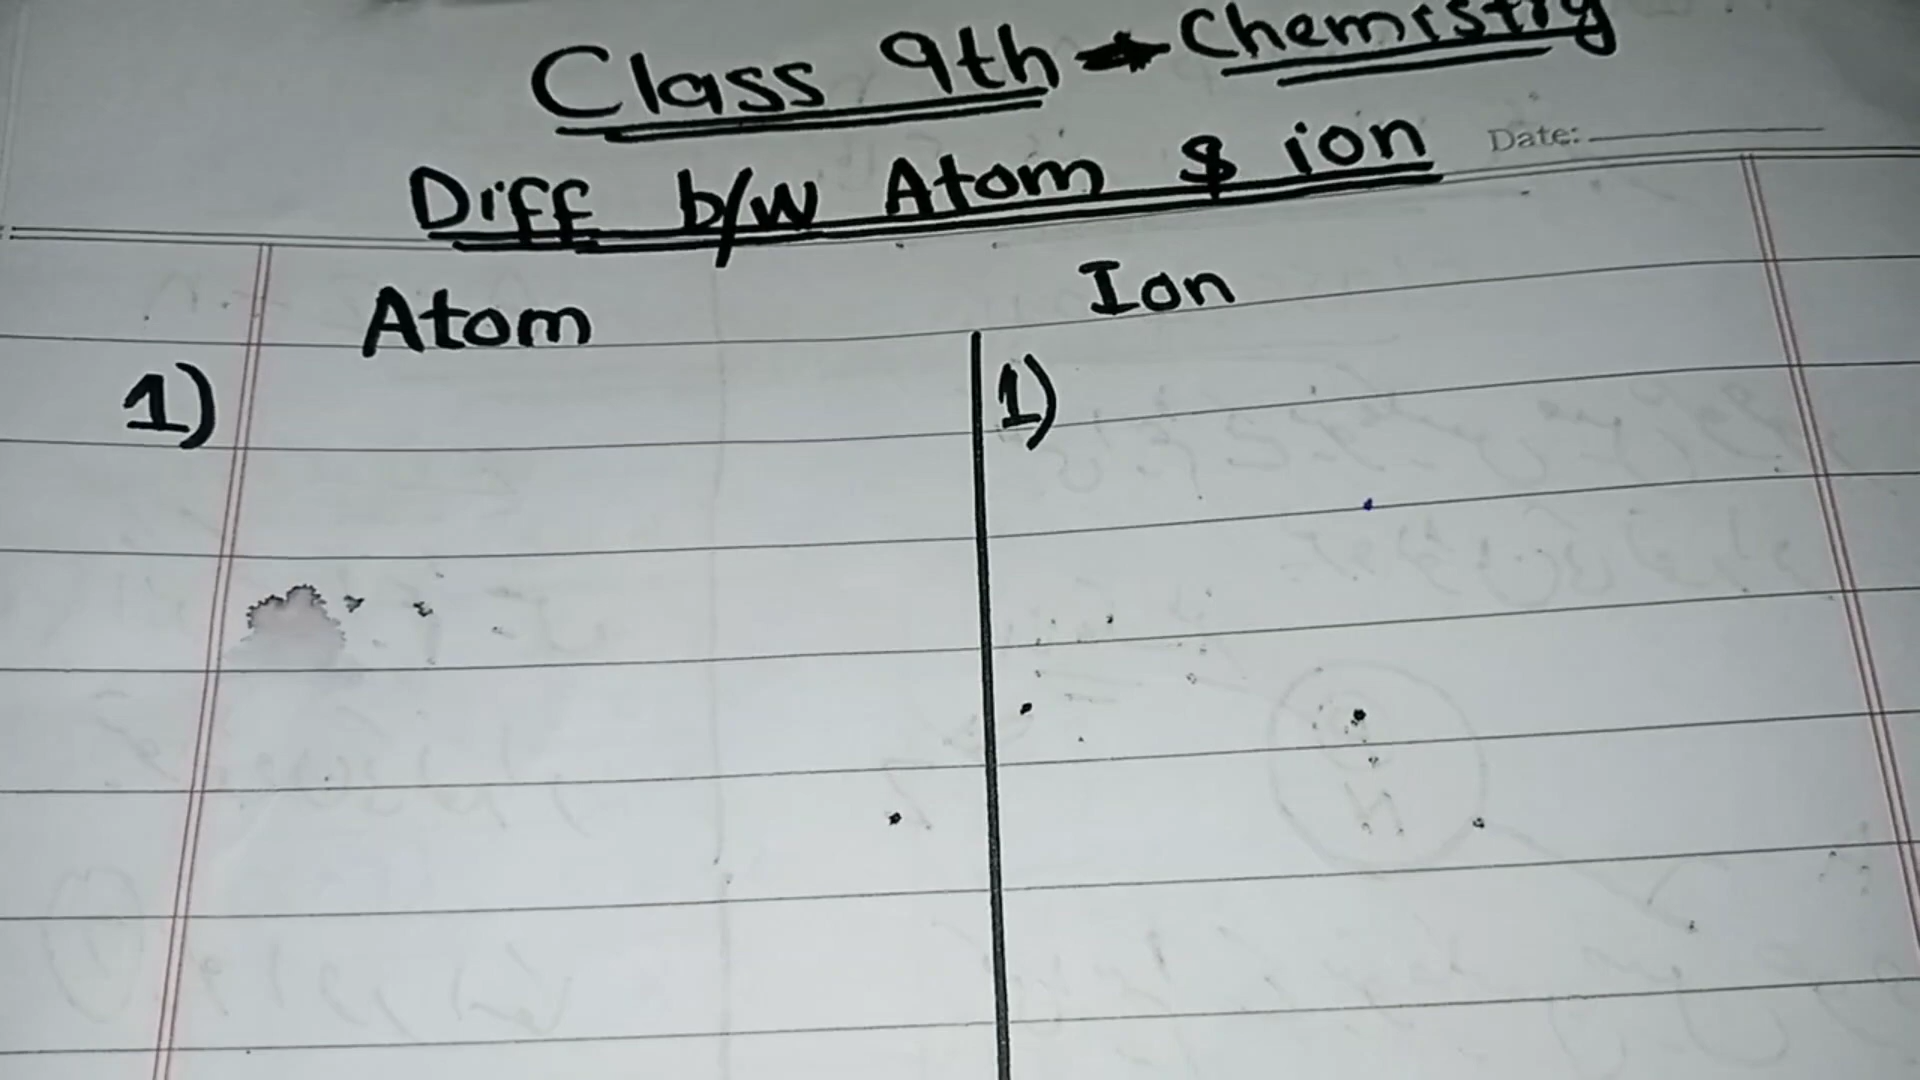 Class 9th → Chemistry
Diff b/w Atom $ ion
Date:
Atom Ion
1) 1)